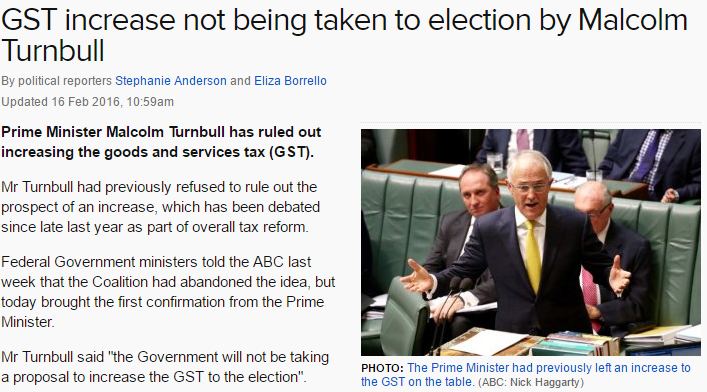 GST increase not being taken to election by Malcolm
Turnbull
By political reporters Stephanie Anderson and Eliza Borrello
Updated 16 Feb 2016, 10:59am
Prime Minister Malcolm Turnbull has ruled out
increasing the goods and services tax (GST).
Mr Turnbull had previously refused to rule out the
prospect of an increase, which has been debated
since late last year as part of overall tax reform.
Federal Government ministers told the ABC last
week that the Coalition had abandoned the idea, but
today brought the first confirmation from the Prime
Minister.
Mr Turnbull said "the Government will not be taking
a proposal to increase the GST to the election".
PHOTO: The Prime Minister had previously left an increase to
the GST on the table. (ABC: Nick Haggarty)